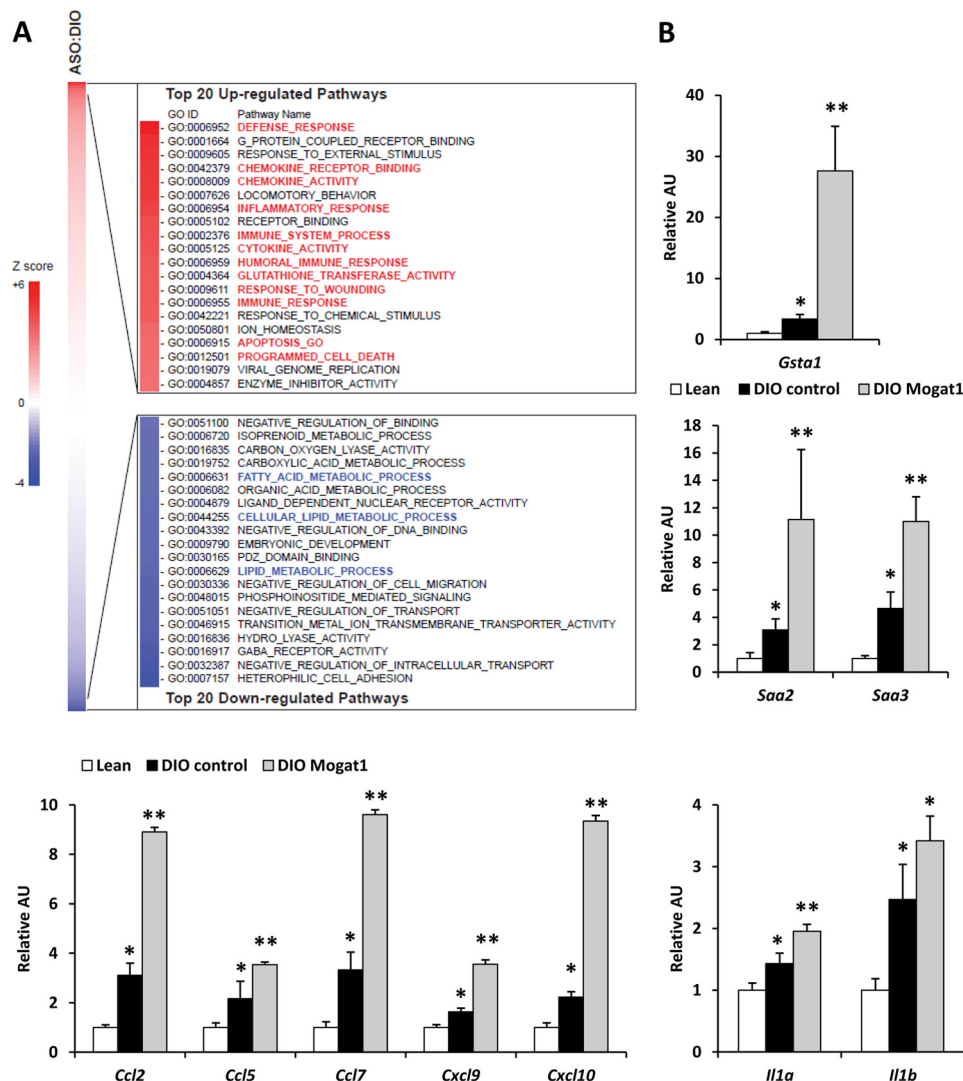 A
ASO:DIO
Top 20 Up-regulated Pathways
GO ID Pathway Name
GO:0006952 DEFENSE_RESPONSE
GO:0001664 G_PROTEIN_COUPLED_RECEPTOR_BINDING
GO:0009605 RESPONSE_TO_EXTERNAL_STIMULUS
GO:0042379 CHEMOKINE_RECEPTOR_BINDING
GO:0008009 CHEMOKINE_ACTIVITY
GO:0007626 LOCOMOTORY_BEHAVIOR
GO:0006954 INFLAMMATORY_RESPONSE
GO:0005102 RECEPTOR_BINDING
GO:0002376 IMMUNE_SYSTEM_PROCESS
GO:0005125 CYTOKINE_ACTIVITY
GO:0006959 HUMORAL_IMMUNE_RESPONSE
GO:0004364 GLUTATHIONE_TRANSFERASE_ACTIVITY
GO:0009611 RESPONSE_TO_WOUNDING
GO:0006955 IMMUNE_RESPONSE
GO:0042221 RESPONSE_TO_CHEMICAL_STIMULUS
GO:0050801 ION_HOMEOSTASIS
GO:0006915 APOPTOSIS_GO
GO:0012501 PROGRAMMED_CELL_DEATH
GO:0019079 VIRAL_GENOME_REPLICATION
GO:0004857 ENZYME_INHIBITOR_ACTIVITY
Z score
+6
0
-4
GO:0051100 NEGATIVE_REGULATION_OF_BINDING
GO:0006720 ISOPRENOID_METABOLIC_PROCESS
GO:0016835 CARBON_OXYGEN_LYASE_ACTIVITY
GO:0019752 CARBOXYLIC_ACID_METABOLIC_PROCESS
GO:0006631 FATTY_ACID_METABOLIC_PROCESS
GO:0006082 ORGANIC_ACID_METABOLIC_PROCESS
GO:0004879 LIGAND_DEPENDENT_NUCLEAR_RECEPTOR_ACTIVITY
GO:0044255 CELLULAR_LIPID_METABOLIC_PROCESS
GO:0043392 NEGATIVE_REGULATION_OF_DNA_BINDING
GO:0009790 EMBRYONIC_DEVELOPMENT
GO:0030165 PDZ_DOMAIN_BINDING
GO:0006629 LIPID_METABOLIC_PROCESS
GO:0030336 NEGATIVE_REGULATION_OF_CELL_MIGRATION
GO:0048015 PHOSPHOINOSITIDE_MEDIATED_SIGNALING
GO:0051051 NEGATIVE_REGULATION_OF_TRANSPORT
GO:0046915 TRANSITION_METAL_ION_TRANSMEMBRANE_TRANSPORTER_ACTIVITY
GO:0016836 HYDRO_LYASE_ACTIVITY
GO:0016917 GABA_RECEPTOR_ACTIVITY
GO:0032387 NEGATIVE_REGULATION_OF_INTRACELLULAR_TRANSPORT
GO:0007157 HETEROPHILIC_CELL_ADHESION
Top 20 Down-regulated Pathways
B
Relative AU
40
30
20
10
0
* **
Gsta1
Lean DIO control DIO Mogat1
Relative AU
18
16
14
12
10
8
6
4
2
0
* ** * **
Saa2 Saa3
Lean DIO control DIO Mogat1
Relative AU
10
8
6
4
2
0
* ** * ** * ** * ** * **
Ccl2 Ccl5 Ccl7 Cxcl9 Cxcl10
Relative AU
4
3
2
1
0
* ** * *
Il1a Il1b